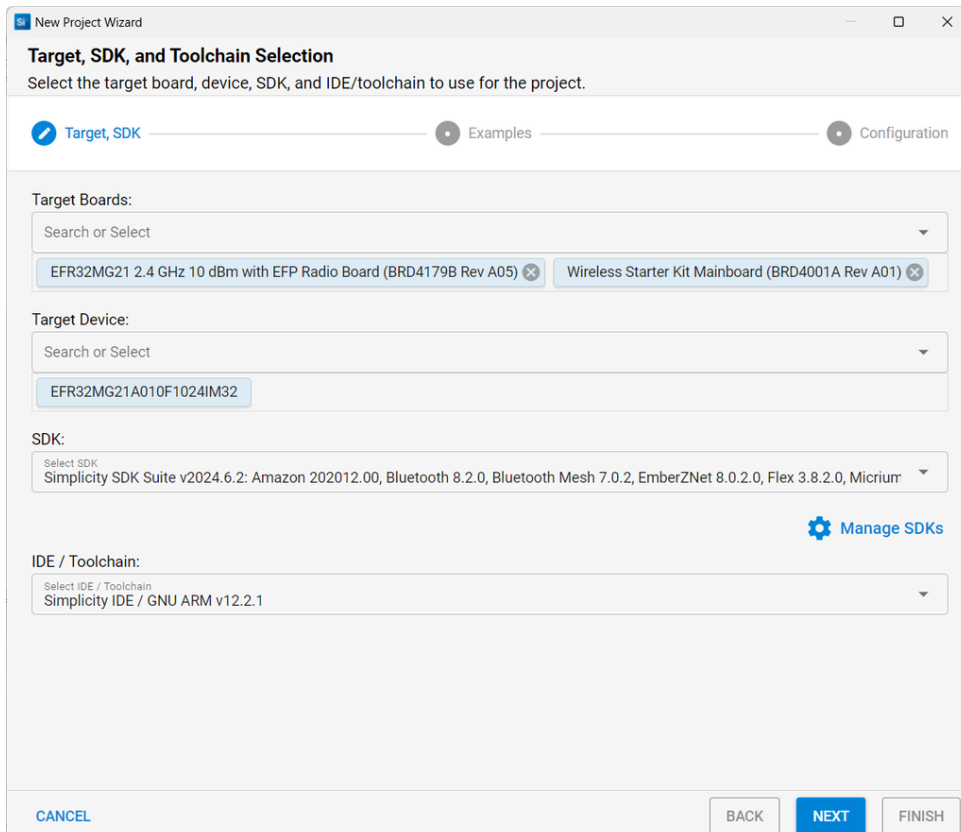 Si New Project Wizard
Target, SDK, and Toolchain Selection
Select the target board, device, SDK, and IDE/toolchain to use for the project.
Target, SDK Examples Configuration
Target Boards:
Search or Select
EFR32MG21 2.4 GHz 10 dBm with EFP Radio Board (BRD4179B Rev A05) Wireless Starter Kit Mainboard (BRD4001A Rev A01)
Target Device:
Search or Select
EFR32MG21A010F1024IM32
SDK:
Select SDK
Simplicity SDK Suite v2024.6.2: Amazon 202012.00, Bluetooth 8.2.0, Bluetooth Mesh 7.0.2, EmberZNet 8.0.2.0, Flex 3.8.2.0, Micrium
Manage SDKs
IDE / Toolchain:
Select IDE / Toolchain
Simplicity IDE / GNU ARM v12.2.1
CANCEL BACK NEXT FINISH